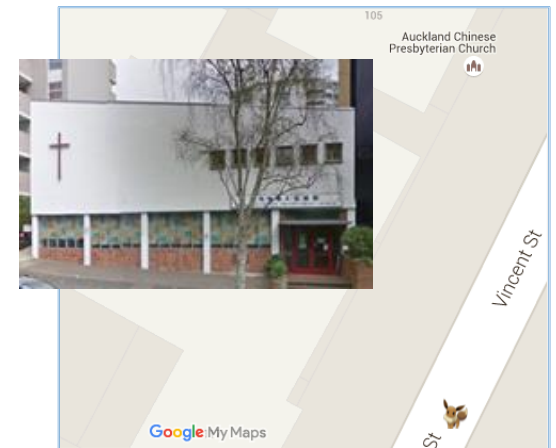 105
Auckland Chinese
Presbyterian Church
Vincent St
St
Google My Maps